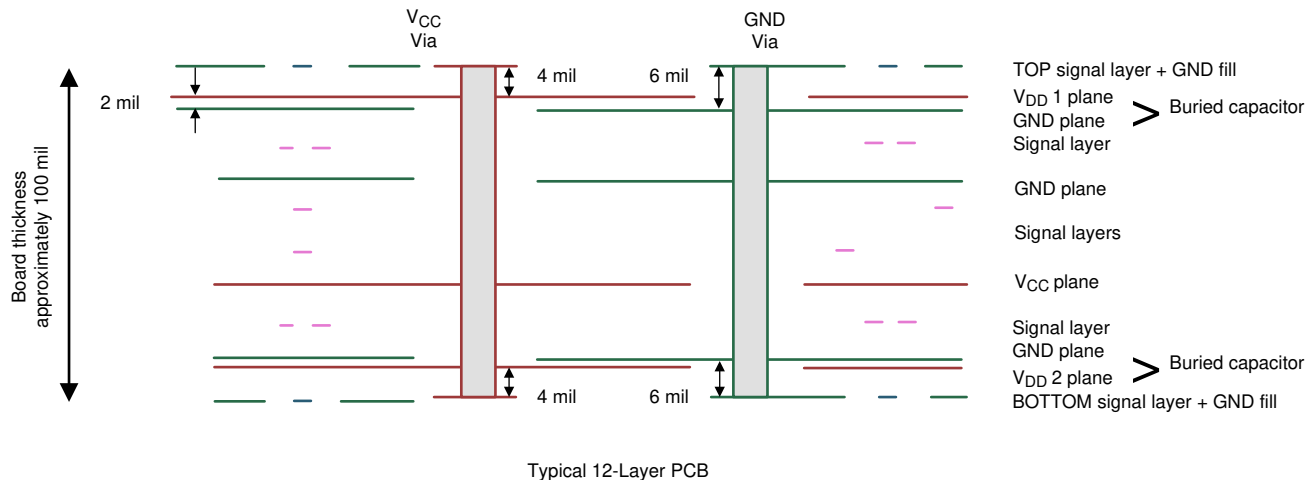 VCC
Via
GND
Via
4 mil
6 mil
2 mil
TOP signal layer + GND fill
VDD 1 plane
GND plane
> Buried capacitor
Signal layer
GND plane
Signal layers
VCC plane
Signal layer
GND plane
VDD 2 plane
> Buried capacitor
BOTTOM signal layer + GND fill
Board thickness
approximately 100 mil
4 mil
6 mil
Typical 12-Layer PCB